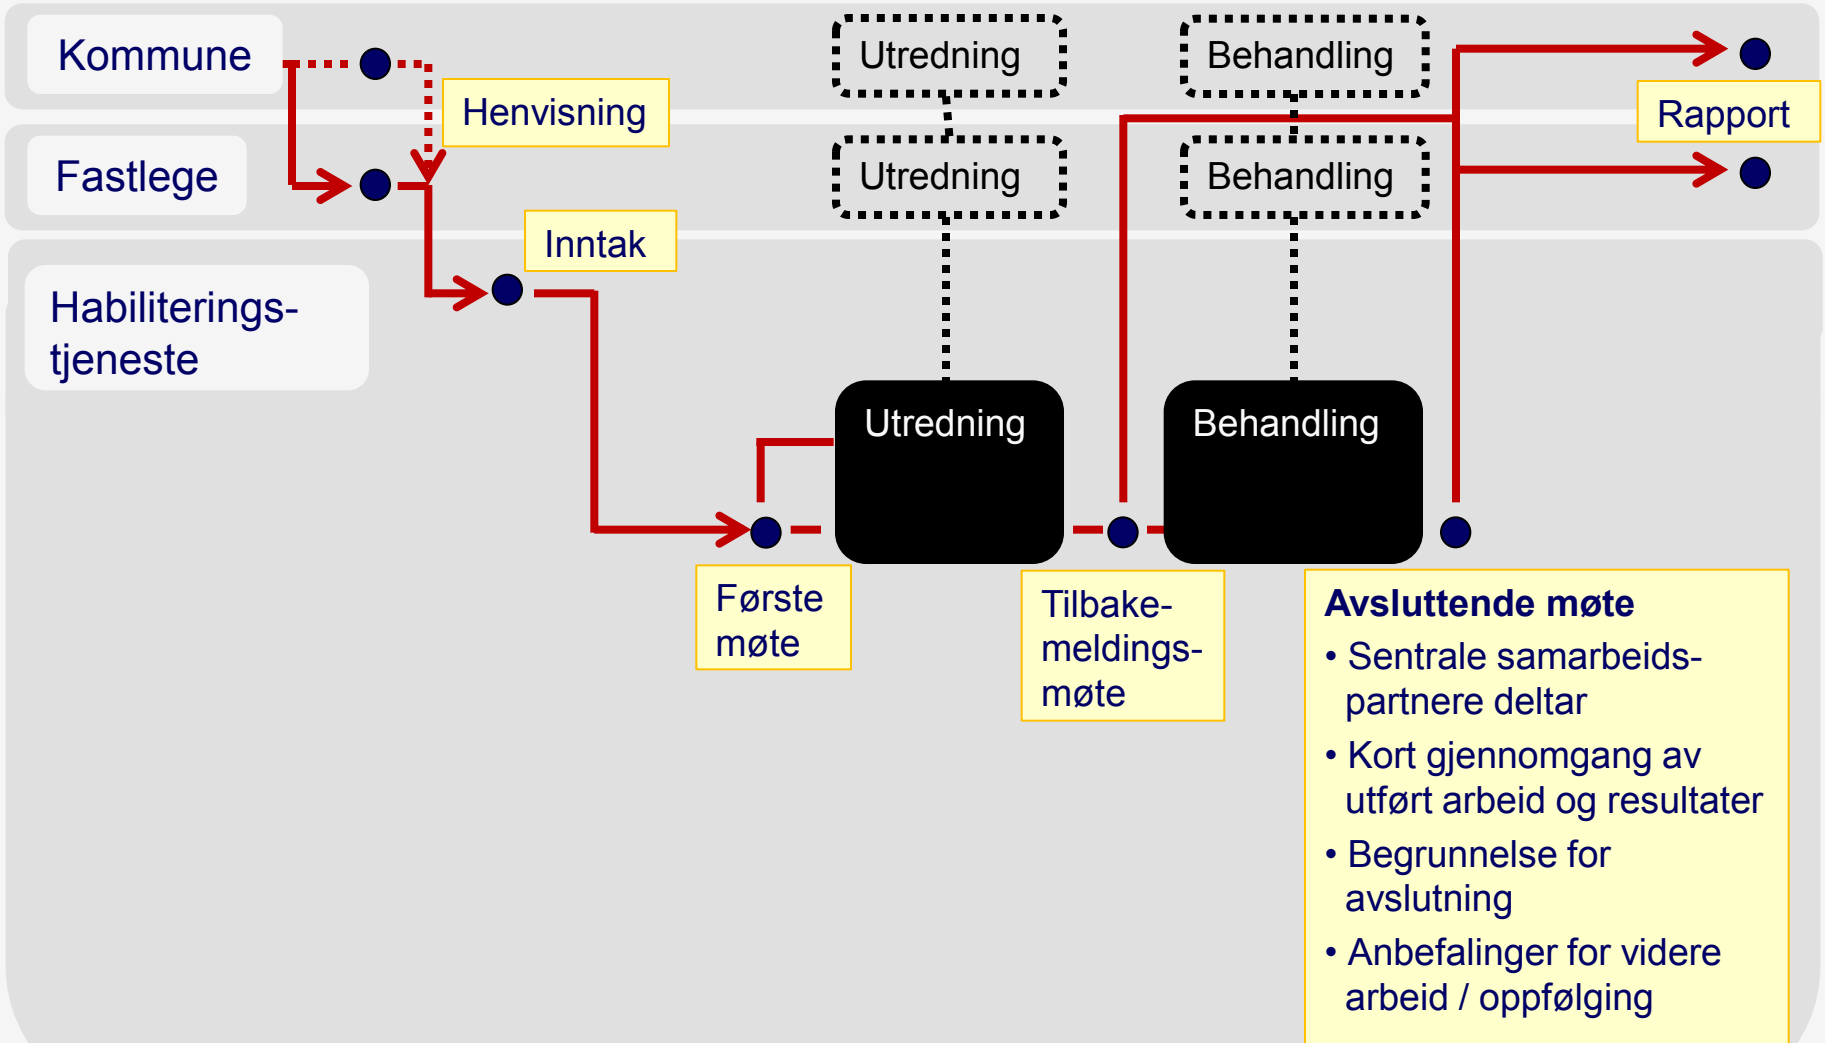 Kommune
Utredning
Behandling
Henvisning
Rapport
Fastlege
Utredning
Behandling
Inntak
Habiliterings-
tjeneste
Utredning
Behandling
Første
møte
Tilbake-
meldings-
møte
Avsluttende møte
• Sentrale samarbeids-
partnere deltar
• Kort gjennomgang av
utført arbeid og resultater
• Begrunnelse for
avslutning
• Anbefalinger for videre
arbeid / oppfølging